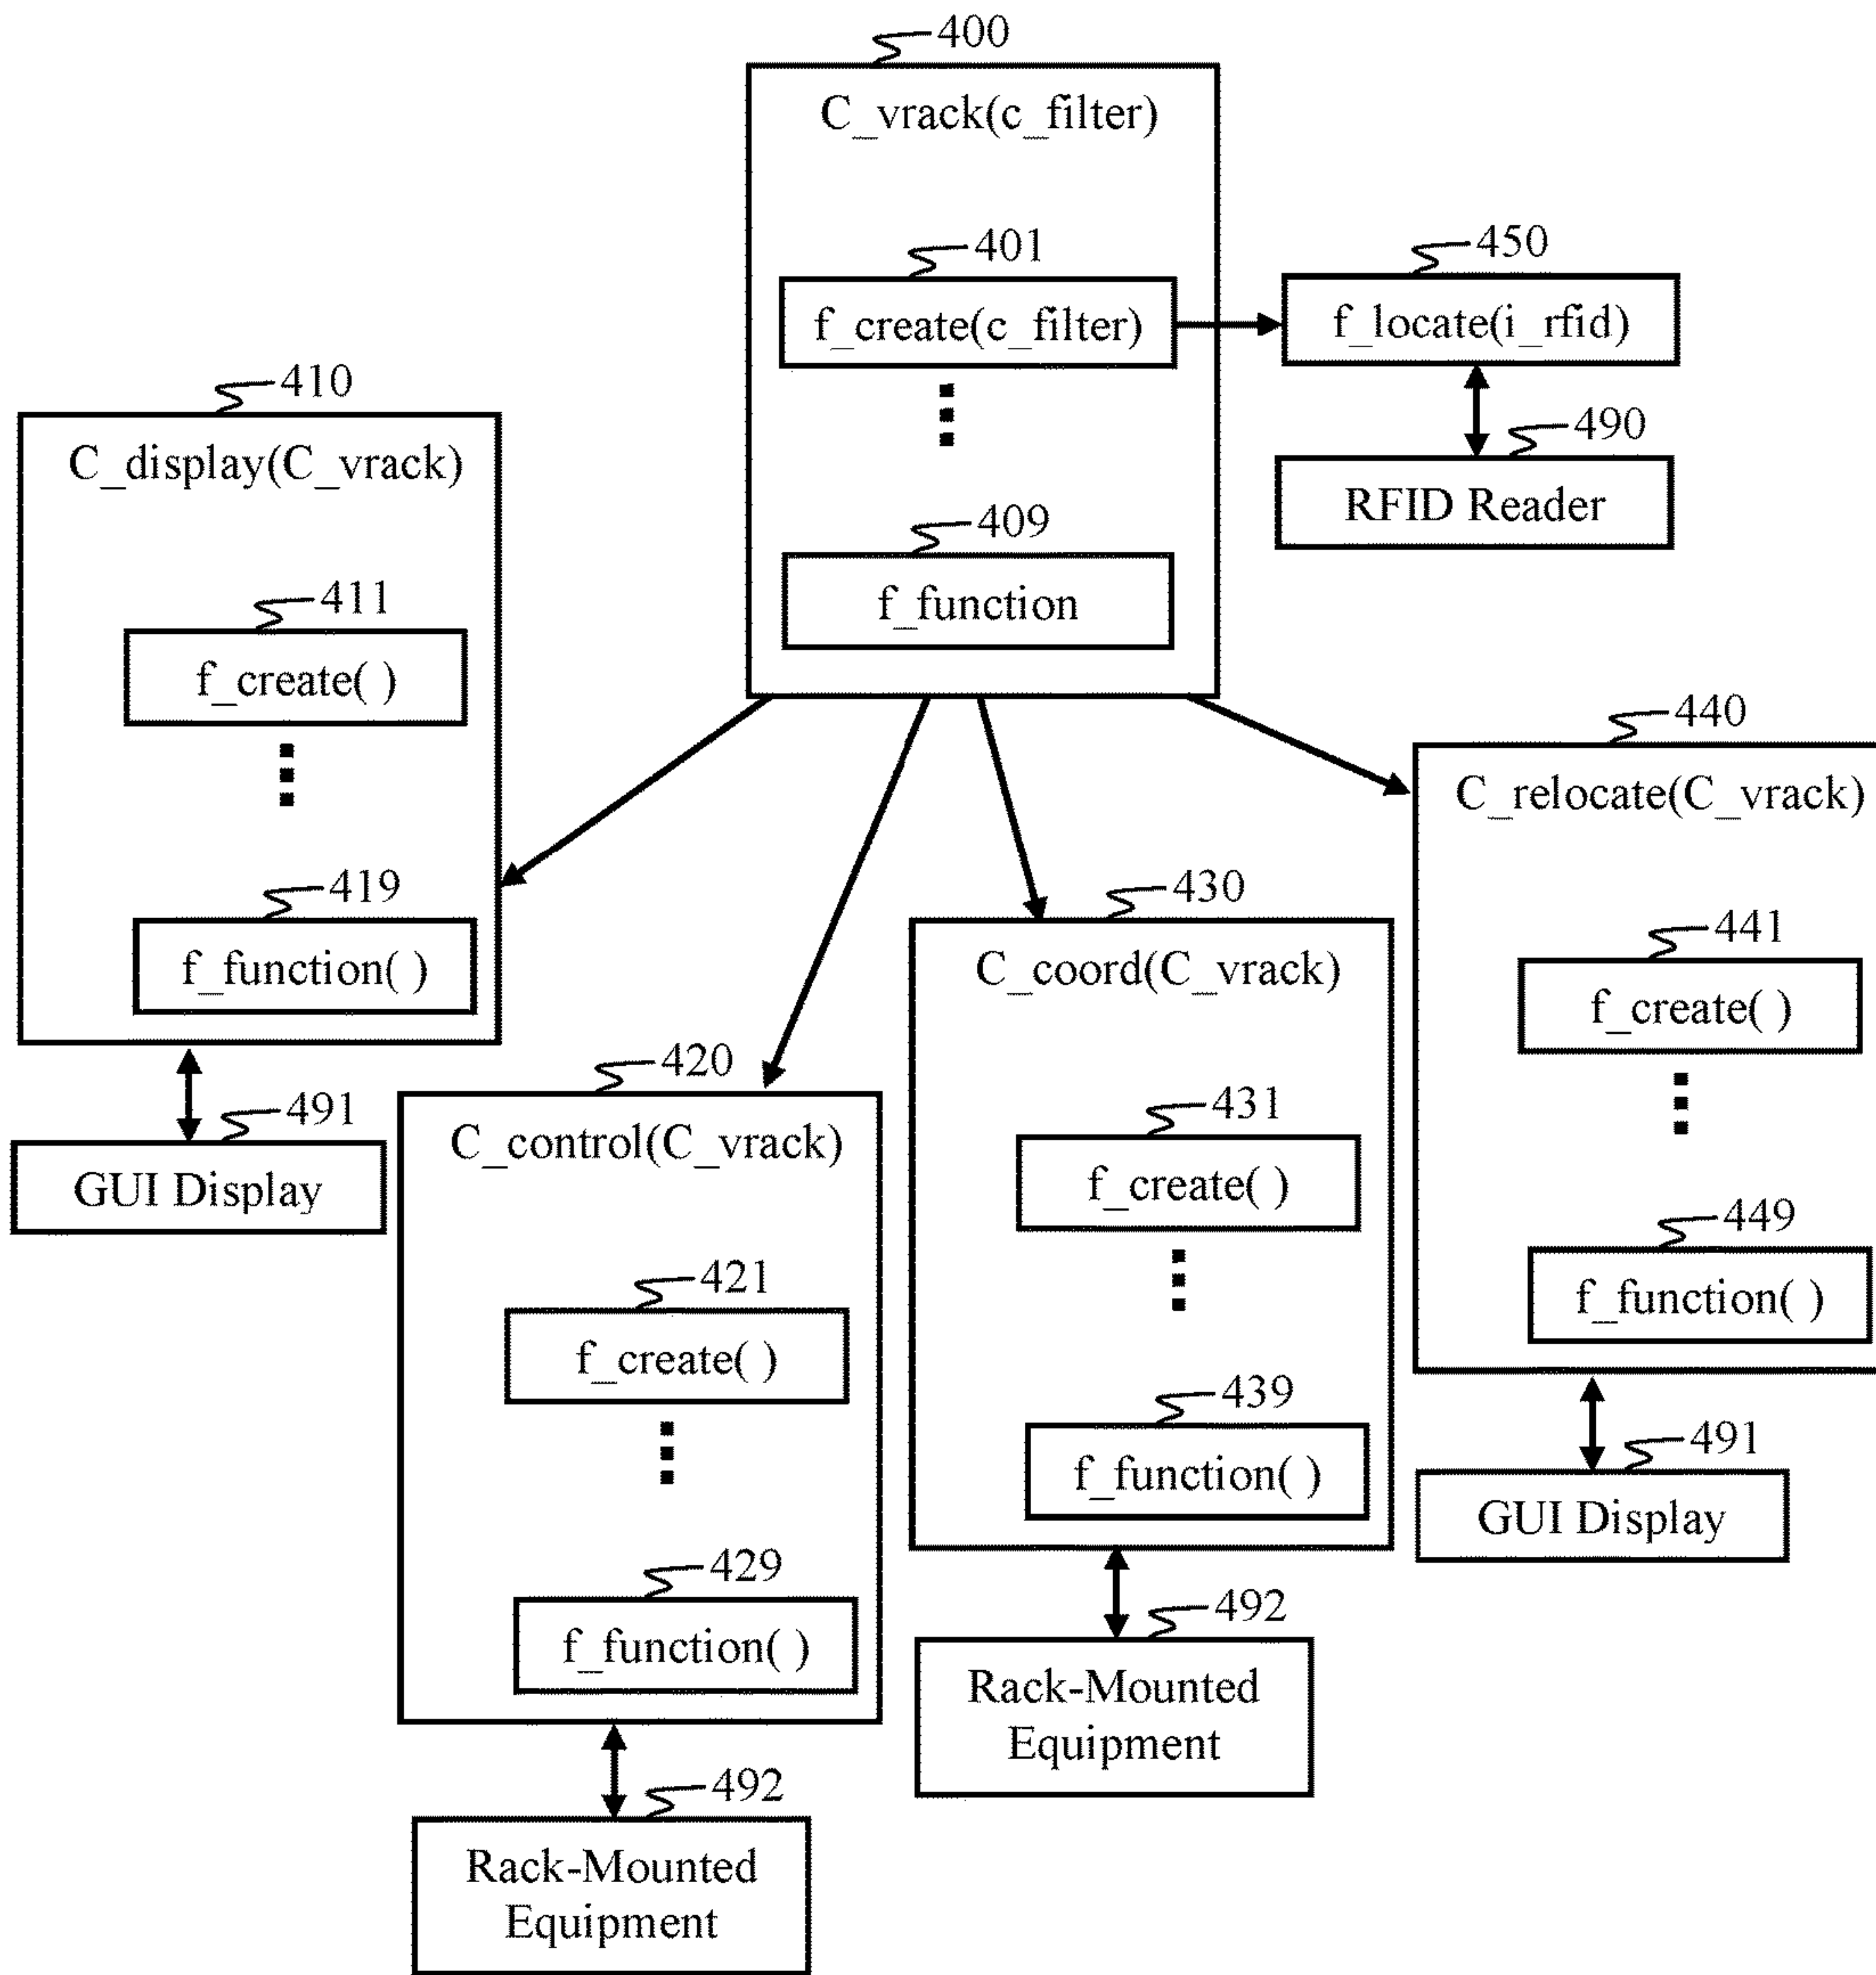 400
C_vrack(c_filter)
401
f_create(c_filter)
409
f_function
450
f_locate(i_rfid)
490
RFID Reader
410
C_display(C_vrack)
411
f_create( )
419
f_function( )
491
GUI Display
420
C_control(C_vrack)
421
f_create( )
429
f_function( )
492
Rack-Mounted
Equipment
430
C_coord(C_vrack)
431
f_create( )
439
f_function( )
492
Rack-Mounted
Equipment
440
C_relocate(C_vrack)
441
f_create( )
449
f_function( )
491
GUI Display